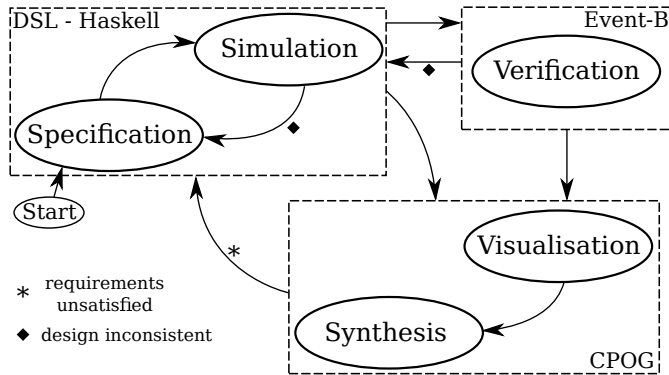 DSL - Haskell
Event-B
Simulation
Verification
Specification
Start
Visualisation
*
* requirements
unsatisfied
Synthesis
◆ design inconsistent
CPOG